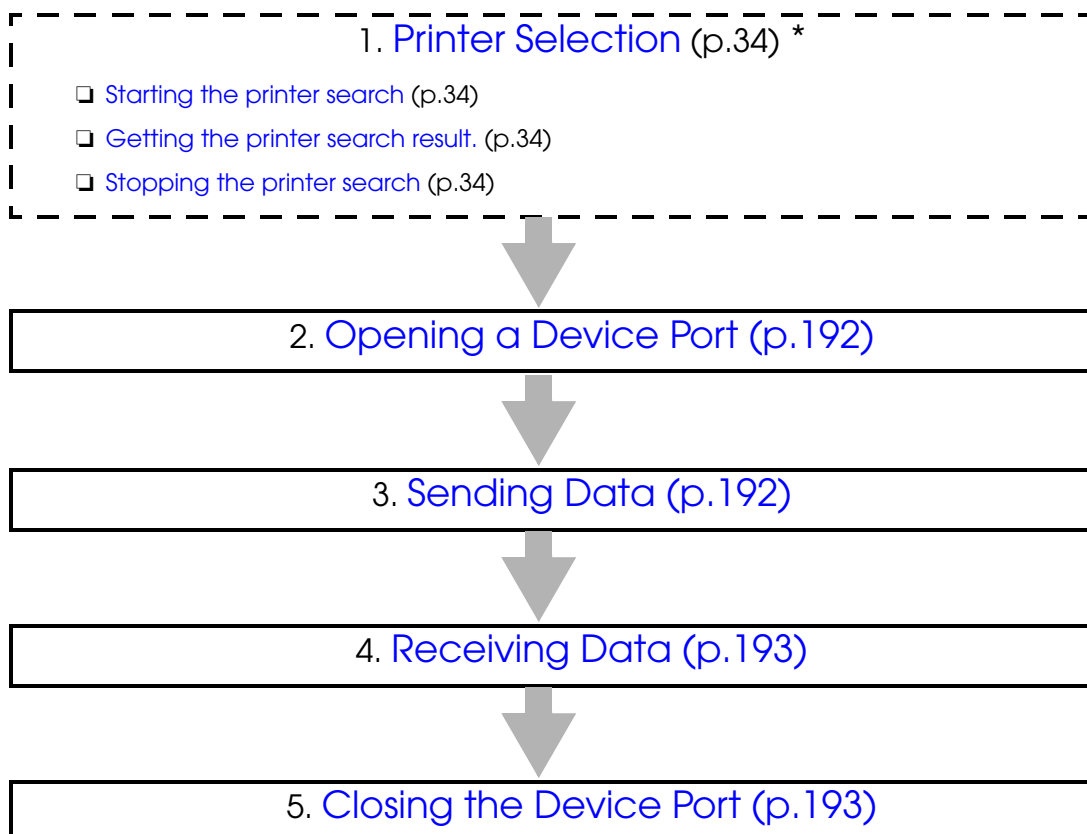 1. Printer Selection (p.34) *
❏ Starting the printer search (p.34)
❏ Getting the printer search result. (p.34)
❏ Stopping the printer search (p.34)
2. Opening a Device Port (p.192)
3. Sending Data (p.192)
4. Receiving Data (p.193)
5. Closing the Device Port (p.193)